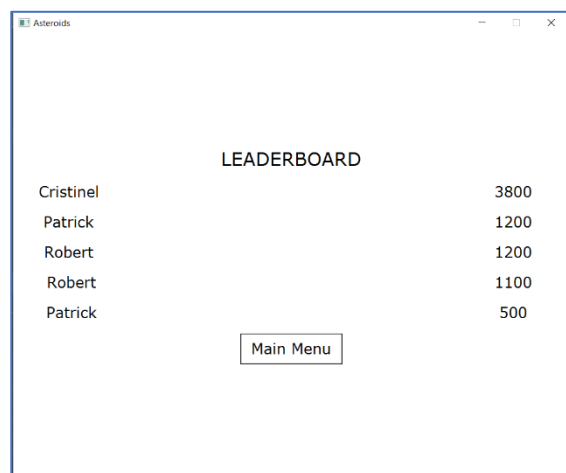 Asteroids
LEADERBOARD
Cristinel 3800
Patrick 1200
Robert 1200
Robert 1100
Patrick 500
Main Menu